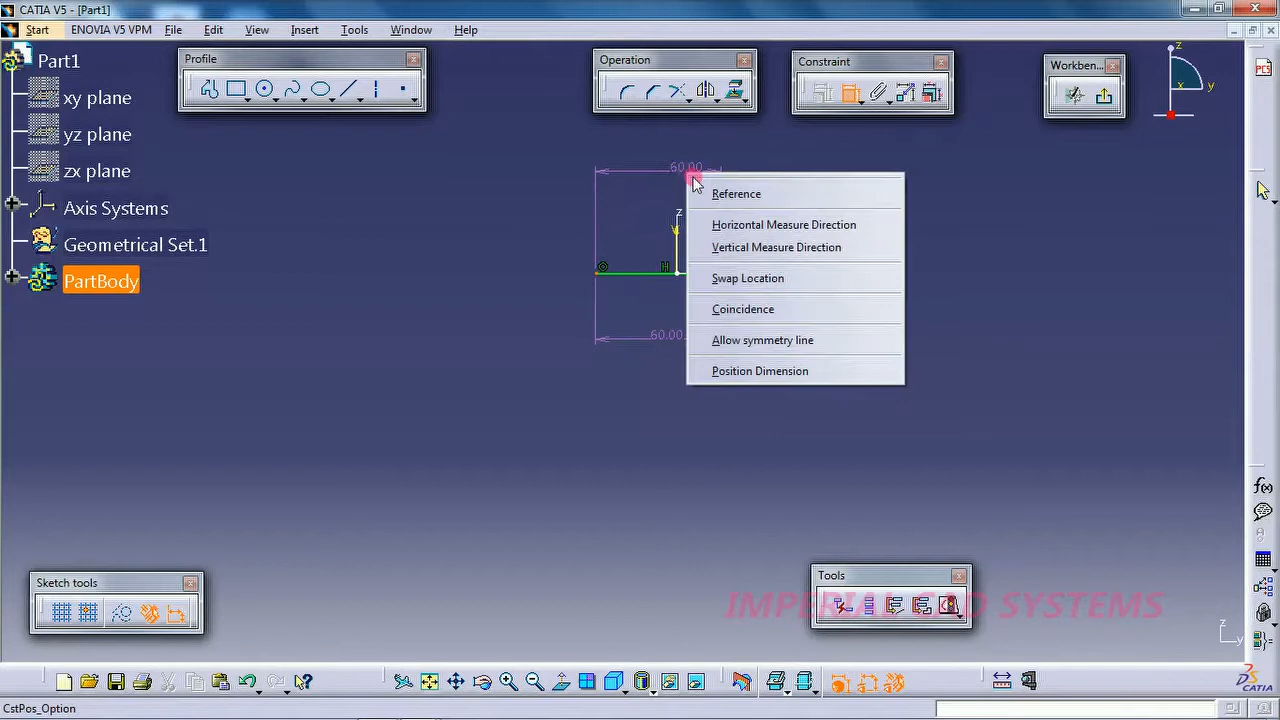 CATIA V5 - [Part1]
Start
ENOVIA V5 VPM
File
Edit
View
Insert
Tools
Window
Help
Profile
Operation
Constraint
Workben...
Part1
xy plane
yz plane
zx plane
Axis Systems
Geometrical Set.1
PartBody
z
x
y
60.00
z
H
60.00
Reference
Horizontal Measure Direction
Vertical Measure Direction
Swap Location
Coincidence
Allow symmetry line
Position Dimension
PCS
f(x)
Sketch tools
Tools
IMPERIAL CAD SYSTEMS
z
y
CATIA
CstPos_Option